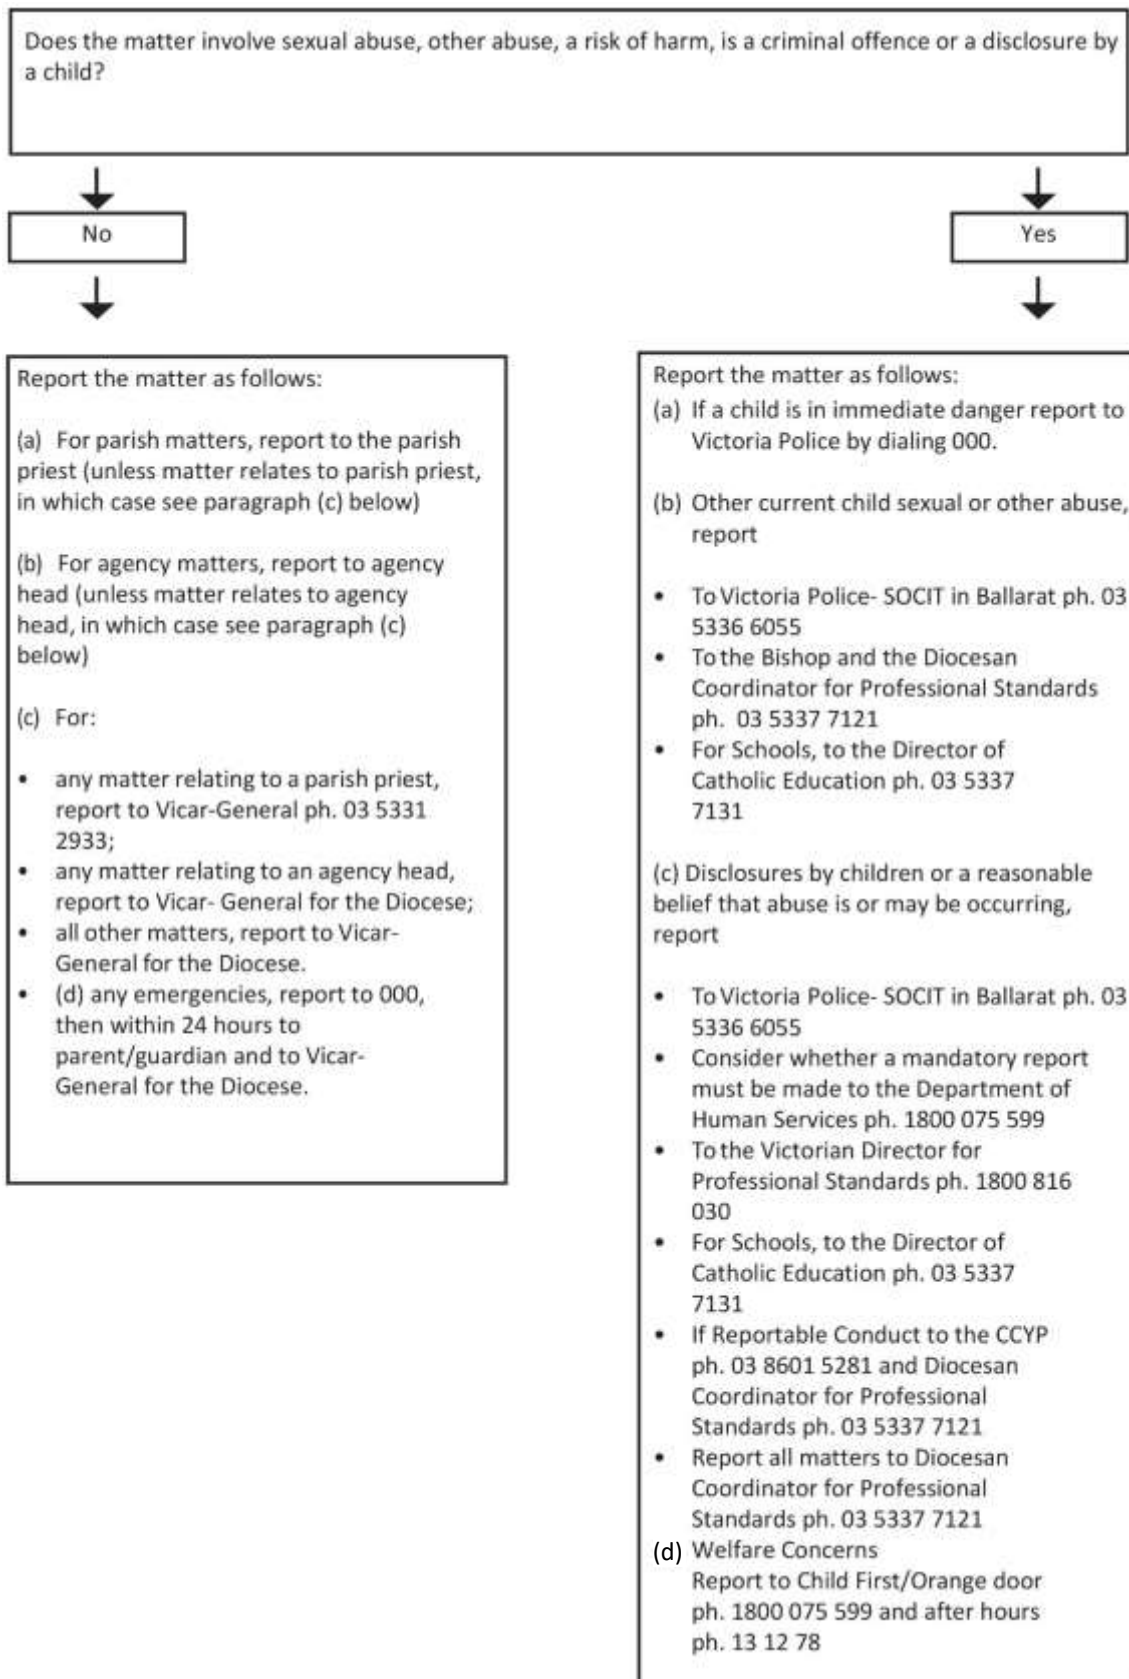 Does the matter involve sexual abuse, other abuse, a risk of harm, is a criminal offence or a disclosure by
a child?
No
Yes
Report the matter as follows:
(a) For parish matters, report to the parish
priest (unless matter relates to parish priest,
in which case see paragraph (c) below)
(b) For agency matters, report to agency
head (unless matter relates to agency
head, in which case see paragraph (c)
below)
(c) For:
• any matter relating to a parish priest,
report to Vicar-General ph. 03 5331
2933;
• any matter relating to an agency head,
report to Vicar- General for the Diocese;
• all other matters, report to Vicar-
General for the Diocese.
• (d) any emergencies, report to 000,
then within 24 hours to
parent/guardian and to Vicar-
General for the Diocese.
Report the matter as follows:
(a) If a child is in immediate danger report to
Victoria Police by dialing 000.
(b) Other current child sexual or other abuse,
report
• To Victoria Police- SOCIT in Ballarat ph. 03
5336 6055
• To the Bishop and the Diocesan
Coordinator for Professional Standards
ph. 03 5337 7121
• For Schools, to the Director of
Catholic Education ph. 03 5337
7131
(c) Disclosures by children or a reasonable
belief that abuse is or may be occurring,
report
• To Victoria Police- SOCIT in Ballarat ph. 03
5336 6055
• Consider whether a mandatory report
must be made to the Department of
Human Services ph. 1800 075 599
• To the Victorian Director for
Professional Standards ph. 1800 816
030
• For Schools, to the Director of
Catholic Education ph. 03 5337
7131
• If Reportable Conduct to the CCYP
ph. 03 8601 5281 and Diocesan
Coordinator for Professional
Standards ph. 03 5337 7121
• Report all matters to Diocesan
Coordinator for Professional
Standards ph. 03 5337 7121
(d) Welfare Concerns
Report to Child First/Orange door
ph. 1800 075 599 and after hours
ph. 13 12 78